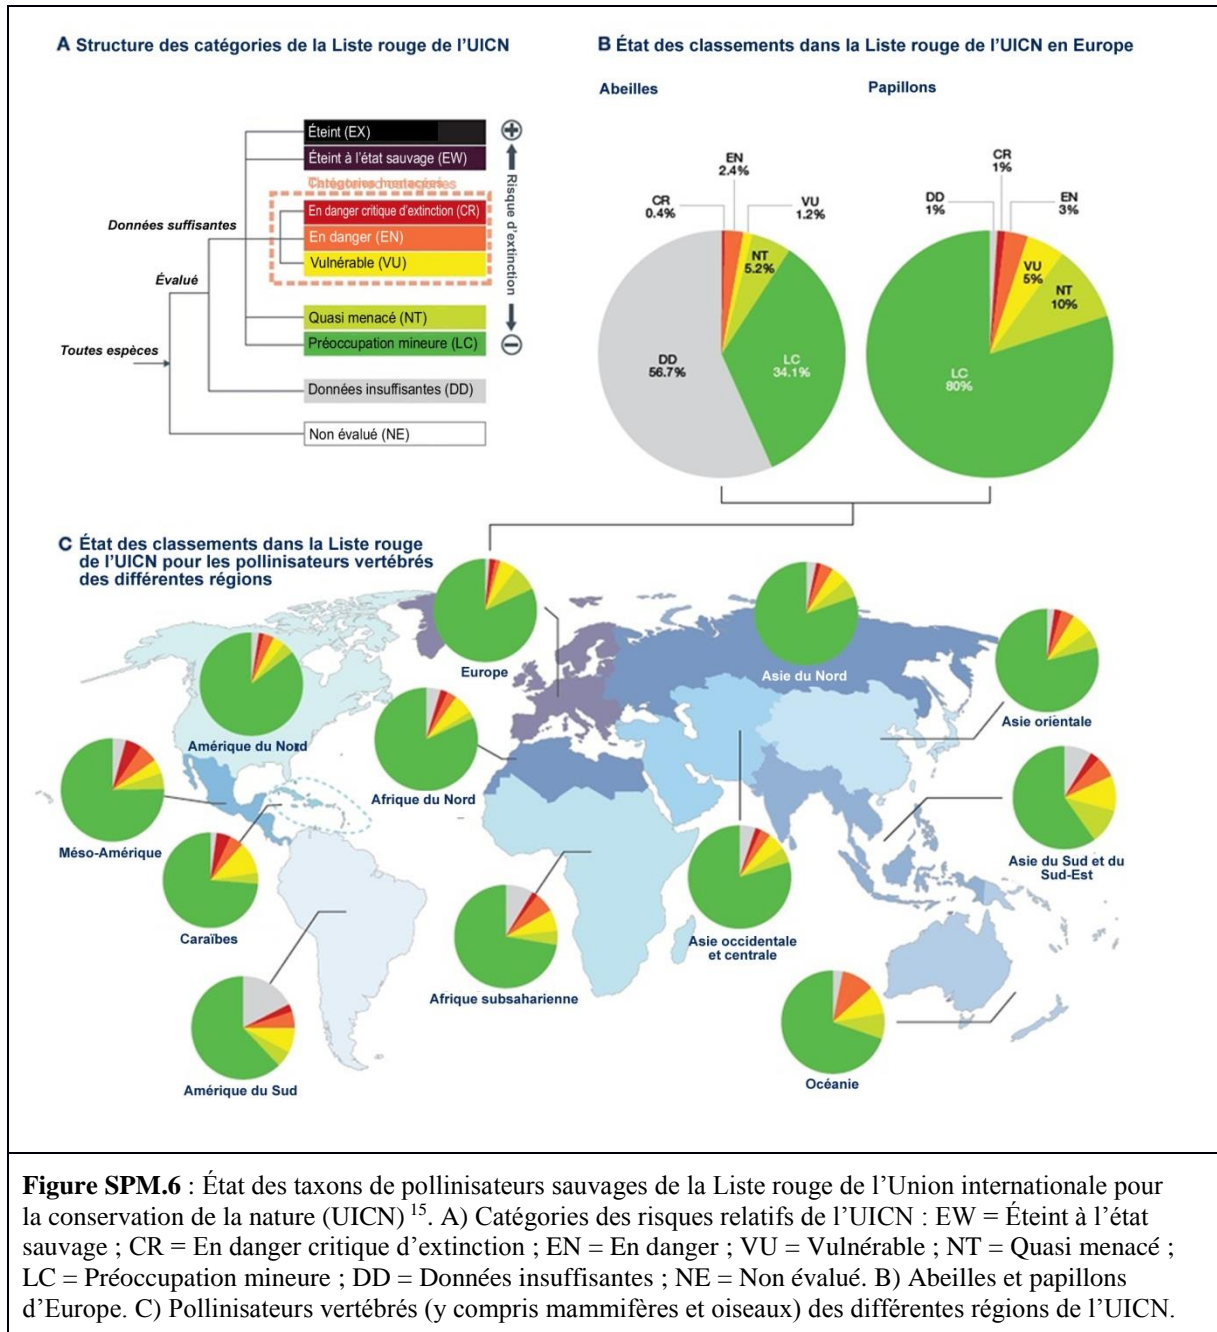 A Structure des catégories de la Liste rouge de l'UICN
Éteint (EX)
Éteint à l'état sauvage (EW)
En danger critique d'extinction (CR)
En danger (EN)
Vulnérable (VU)
Quasi menacé (NT)
Préoccupation mineure (LC)
Données insuffisantes (DD)
Non évalué (NE)
Données suffisantes
Évalué
Toutes espèces
Risque d'extinction
B État des classements dans la Liste rouge de l'UICN en Europe
Abeilles
CR
0.4%
EN
2.4%
VU
1.2%
NT
5.2%
LC
34.1%
DD
56.7%
Papillons
DD
1%
CR
1%
EN
3%
VU
5%
NT
10%
LC
80%
C État des classements dans la Liste rouge
de l'UICN pour les pollinisateurs vertébrés
des différentes régions
Europe
Asie du Nord
Asie orientale
Amérique du Nord
Afrique du Nord
Méso-Amérique
Asie du Sud et du
Sud-Est
Caraïbes
Asie occidentale
et centrale
Afrique subsaharienne
Amérique du Sud
Océanie
Figure SPM.6 : État des taxons de pollinisateurs sauvages de la Liste rouge de l'Union internationale pour
la conservation de la nature (UICN) 15. A) Catégories des risques relatifs de l'UICN : EW = Éteint à l'état
sauvage ; CR = En danger critique d'extinction ; EN = En danger ; VU = Vulnérable ; NT = Quasi menacé ;
LC = Préoccupation mineure ; DD = Données insuffisantes ; NE = Non évalué. B) Abeilles et papillons
d'Europe. C) Pollinisateurs vertébrés (y compris mammifères et oiseaux) des différentes régions de l'UICN.